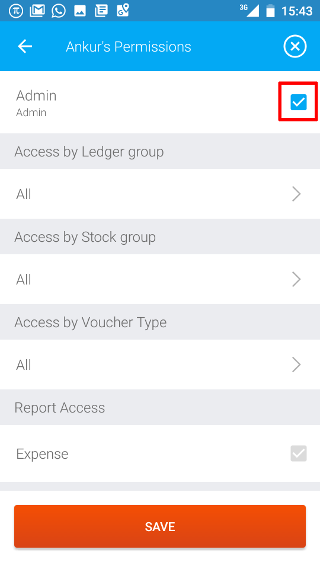 3G 15:43
Ankur's Permissions
Admin
Admin
Access by Ledger group
All
Access by Stock group
All
Access by Voucher Type
All
Report Access
Expense
SAVE